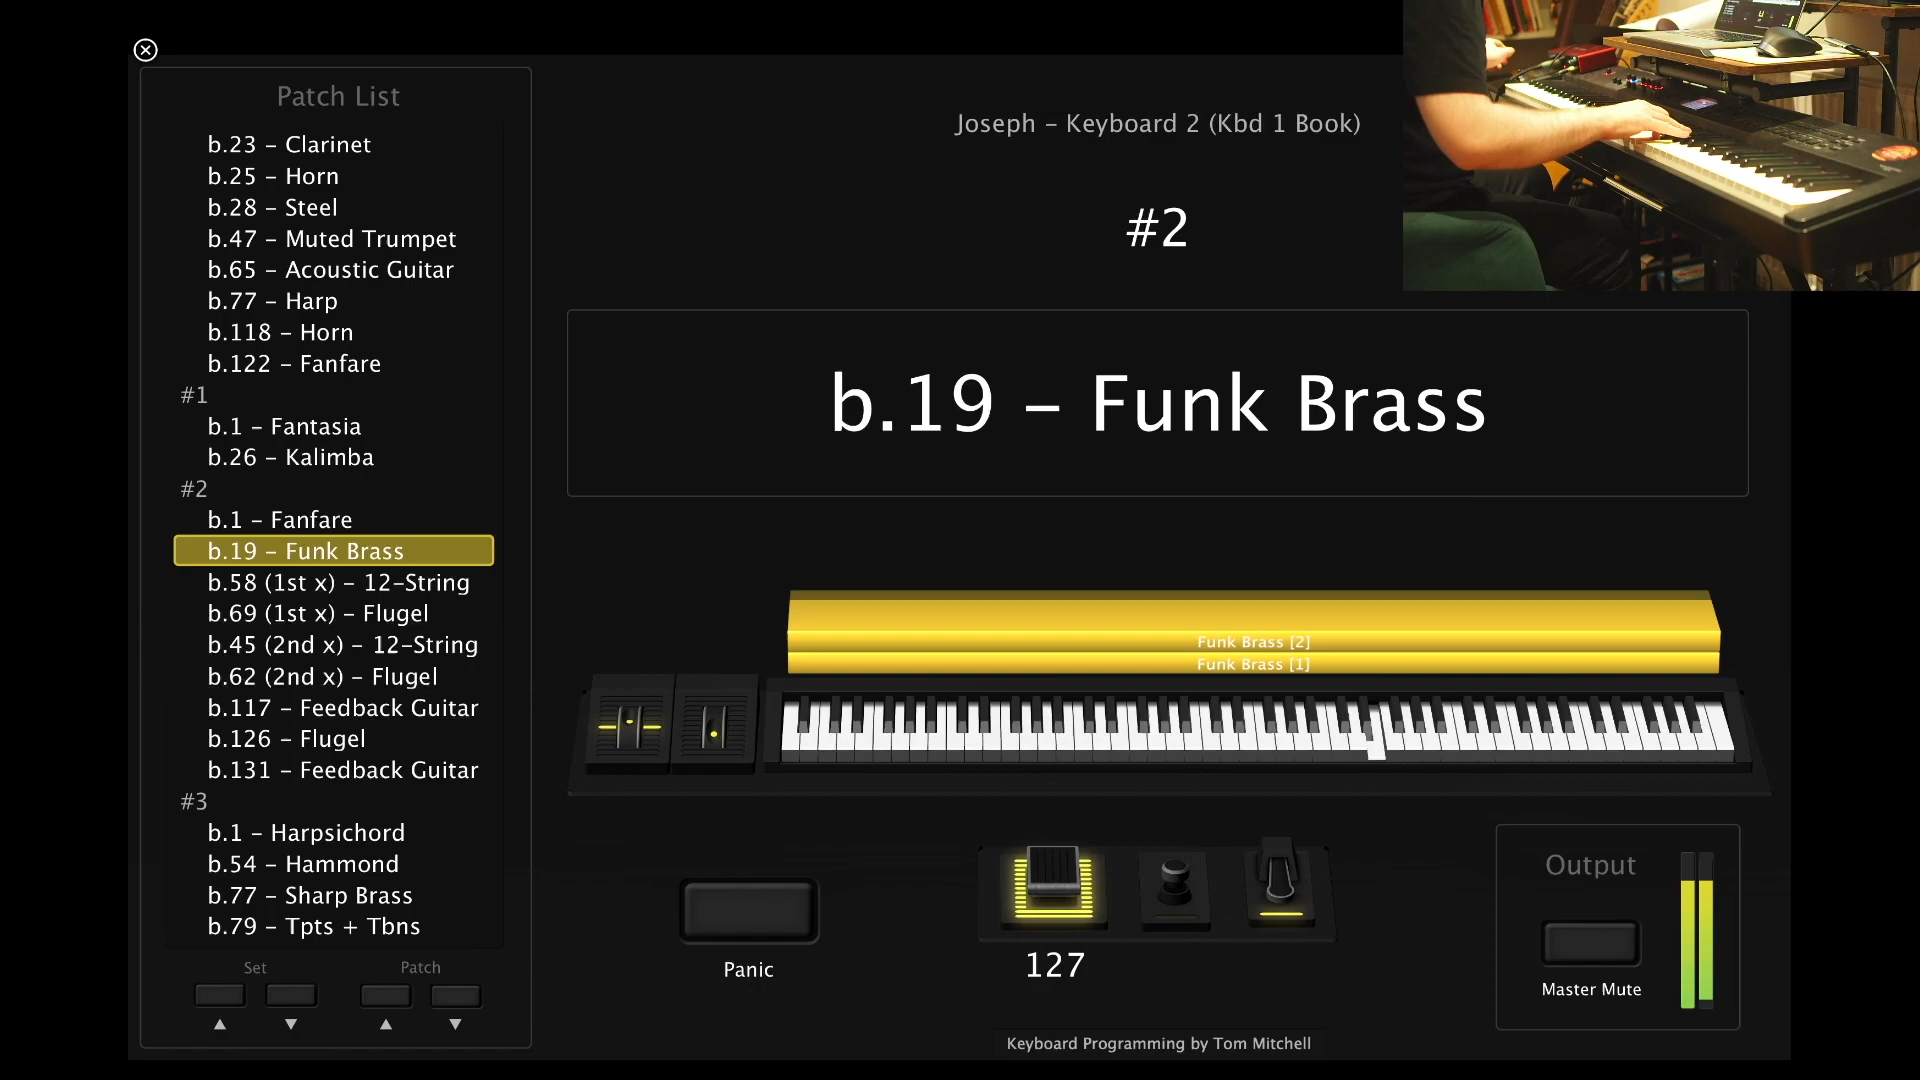 Patch List
b.23 – Clarinet
b.25 – Horn
b.28 – Steel
b.47 – Muted Trumpet
b.65 – Acoustic Guitar
b.77 – Harp
b.118 – Horn
b.122 – Fanfare
#1
b.1 – Fantasia
b.26 – Kalimba
#2
b.1 – Fanfare
b.19 – Funk Brass
b.58 (1st x) – 12–String
b.69 (1st x) – Flugel
b.45 (2nd x) – 12–String
b.62 (2nd x) – Flugel
b.117 – Feedback Guitar
b.126 – Flugel
b.131 – Feedback Guitar
#3
b.1 – Harpsichord
b.54 – Hammond
b.77 – Sharp Brass
b.79 – Tpts + Tbns
Set
Patch
Joseph – Keyboard 2 (Kbd 1 Book)
#2
b.19 – Funk Brass
Funk Brass [2]
Funk Brass [1]
Panic
127
Output
Master Mute
Keyboard Programming by Tom Mitchell